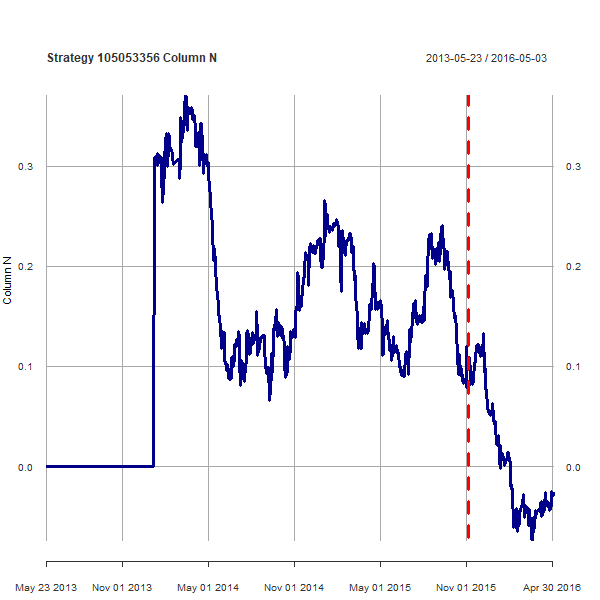 Strategy 105053356 Column N
2013-05-23 / 2016-05-03
Column N
0.3
0.3
0.2
0.2
0.1
0.1
0.0
0.0
May 23 2013
Nov 01 2013
May 01 2014
Nov 01 2014
May 01 2015
Nov 01 2015
Apr 30 2016